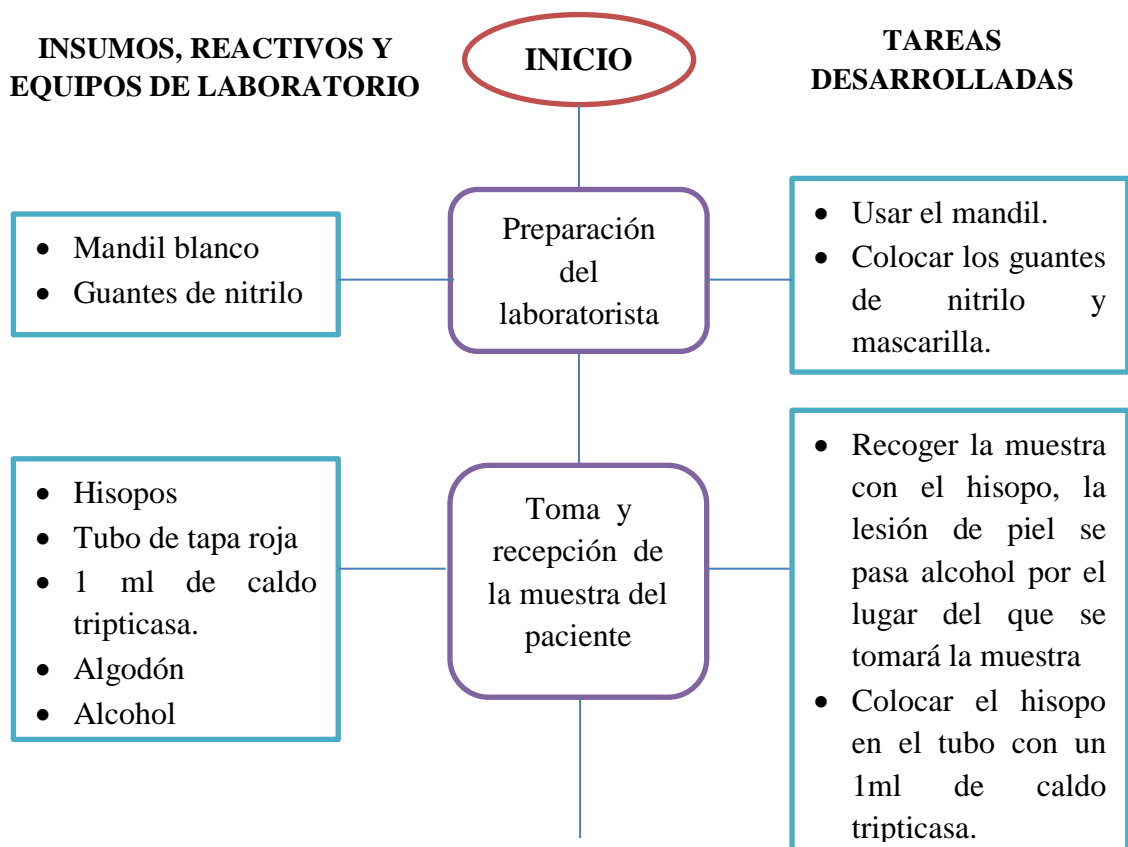 INSUMOS, REACTIVOS Y
EQUIPOS DE LABORATORIO
INICIO
TAREAS
DESARROLLADAS
• Mandil blanco
• Guantes de nitrilo
Preparación
del
laboratorista
• Usar el mandil.
• Colocar los guantes
de nitrilo y
mascarilla.
• Hisopos
• Tubo de tapa roja
• 1 ml de caldo
tripticasa.
• Algodón
• Alcohol
Toma y
recepción de
la muestra del
paciente
• Recoger la muestra
con el hisopo, la
lesión de piel se
pasa alcohol por el
lugar del que se
tomará la muestra
• Colocar el hisopo
en el tubo con un
1ml de caldo
tripticasa.